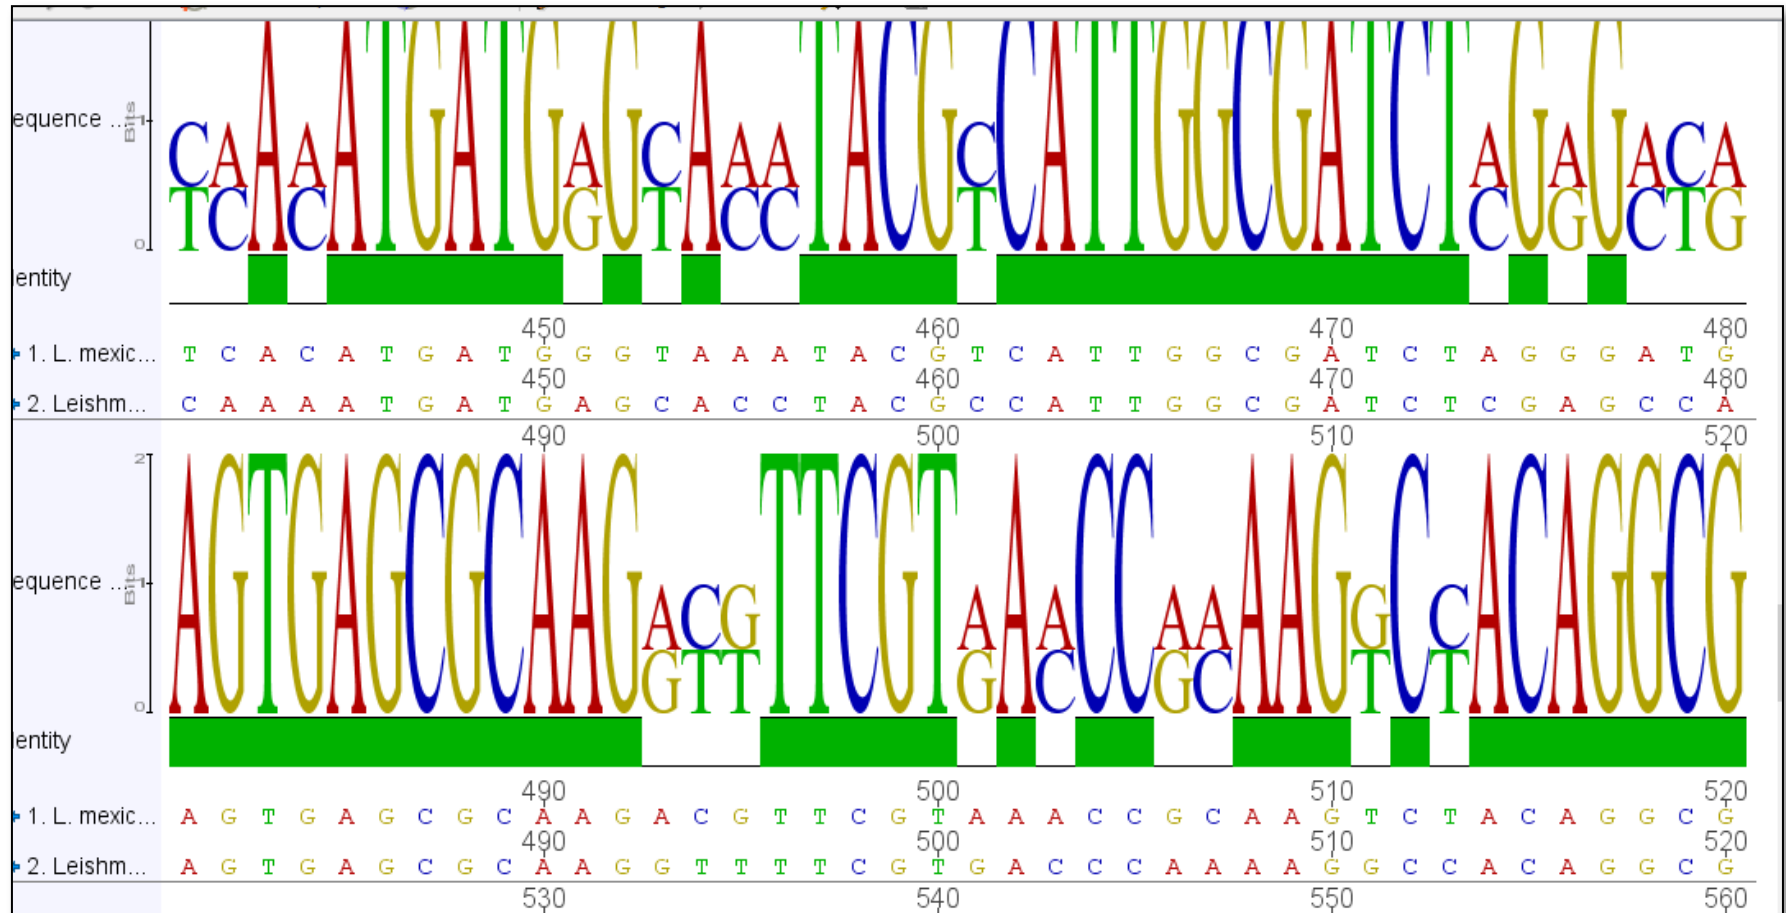 equence ... Bits 1 0
C A A A A T G A T G A G C A A A T A C G C C A T T G G C G A T C T A G A G A C A
T C C G T C C T C G C T G
entity
450 460 470 480
1. L. mexic... T C A C A T G A T G G G T A A A T A C G T C A T T G G C G A T C T A G G G A T G
450 460 470 480
2. Leishm... C A A A A T G A T G A G C A C C T A C G C C A T T G G C G A T C T C G A G C C A
490 500 510 520
2
equence ... Bits 1 0
A G T G A G C G C A A G A C G T T C G T A A A C C A A A A G G C C A C A G G C G
G T T G C G C T T
entity
490 500 510 520
1. L. mexic... A G T G A G C G C A A G A C G T T C G T A A A C C G C A A G T C T A C A G G C G
490 500 510 520
2. Leishm... A G T G A G C G C A A G G T T T T C G T G A C C C A A A A G G C C A C A G G C G
530 540 550 560